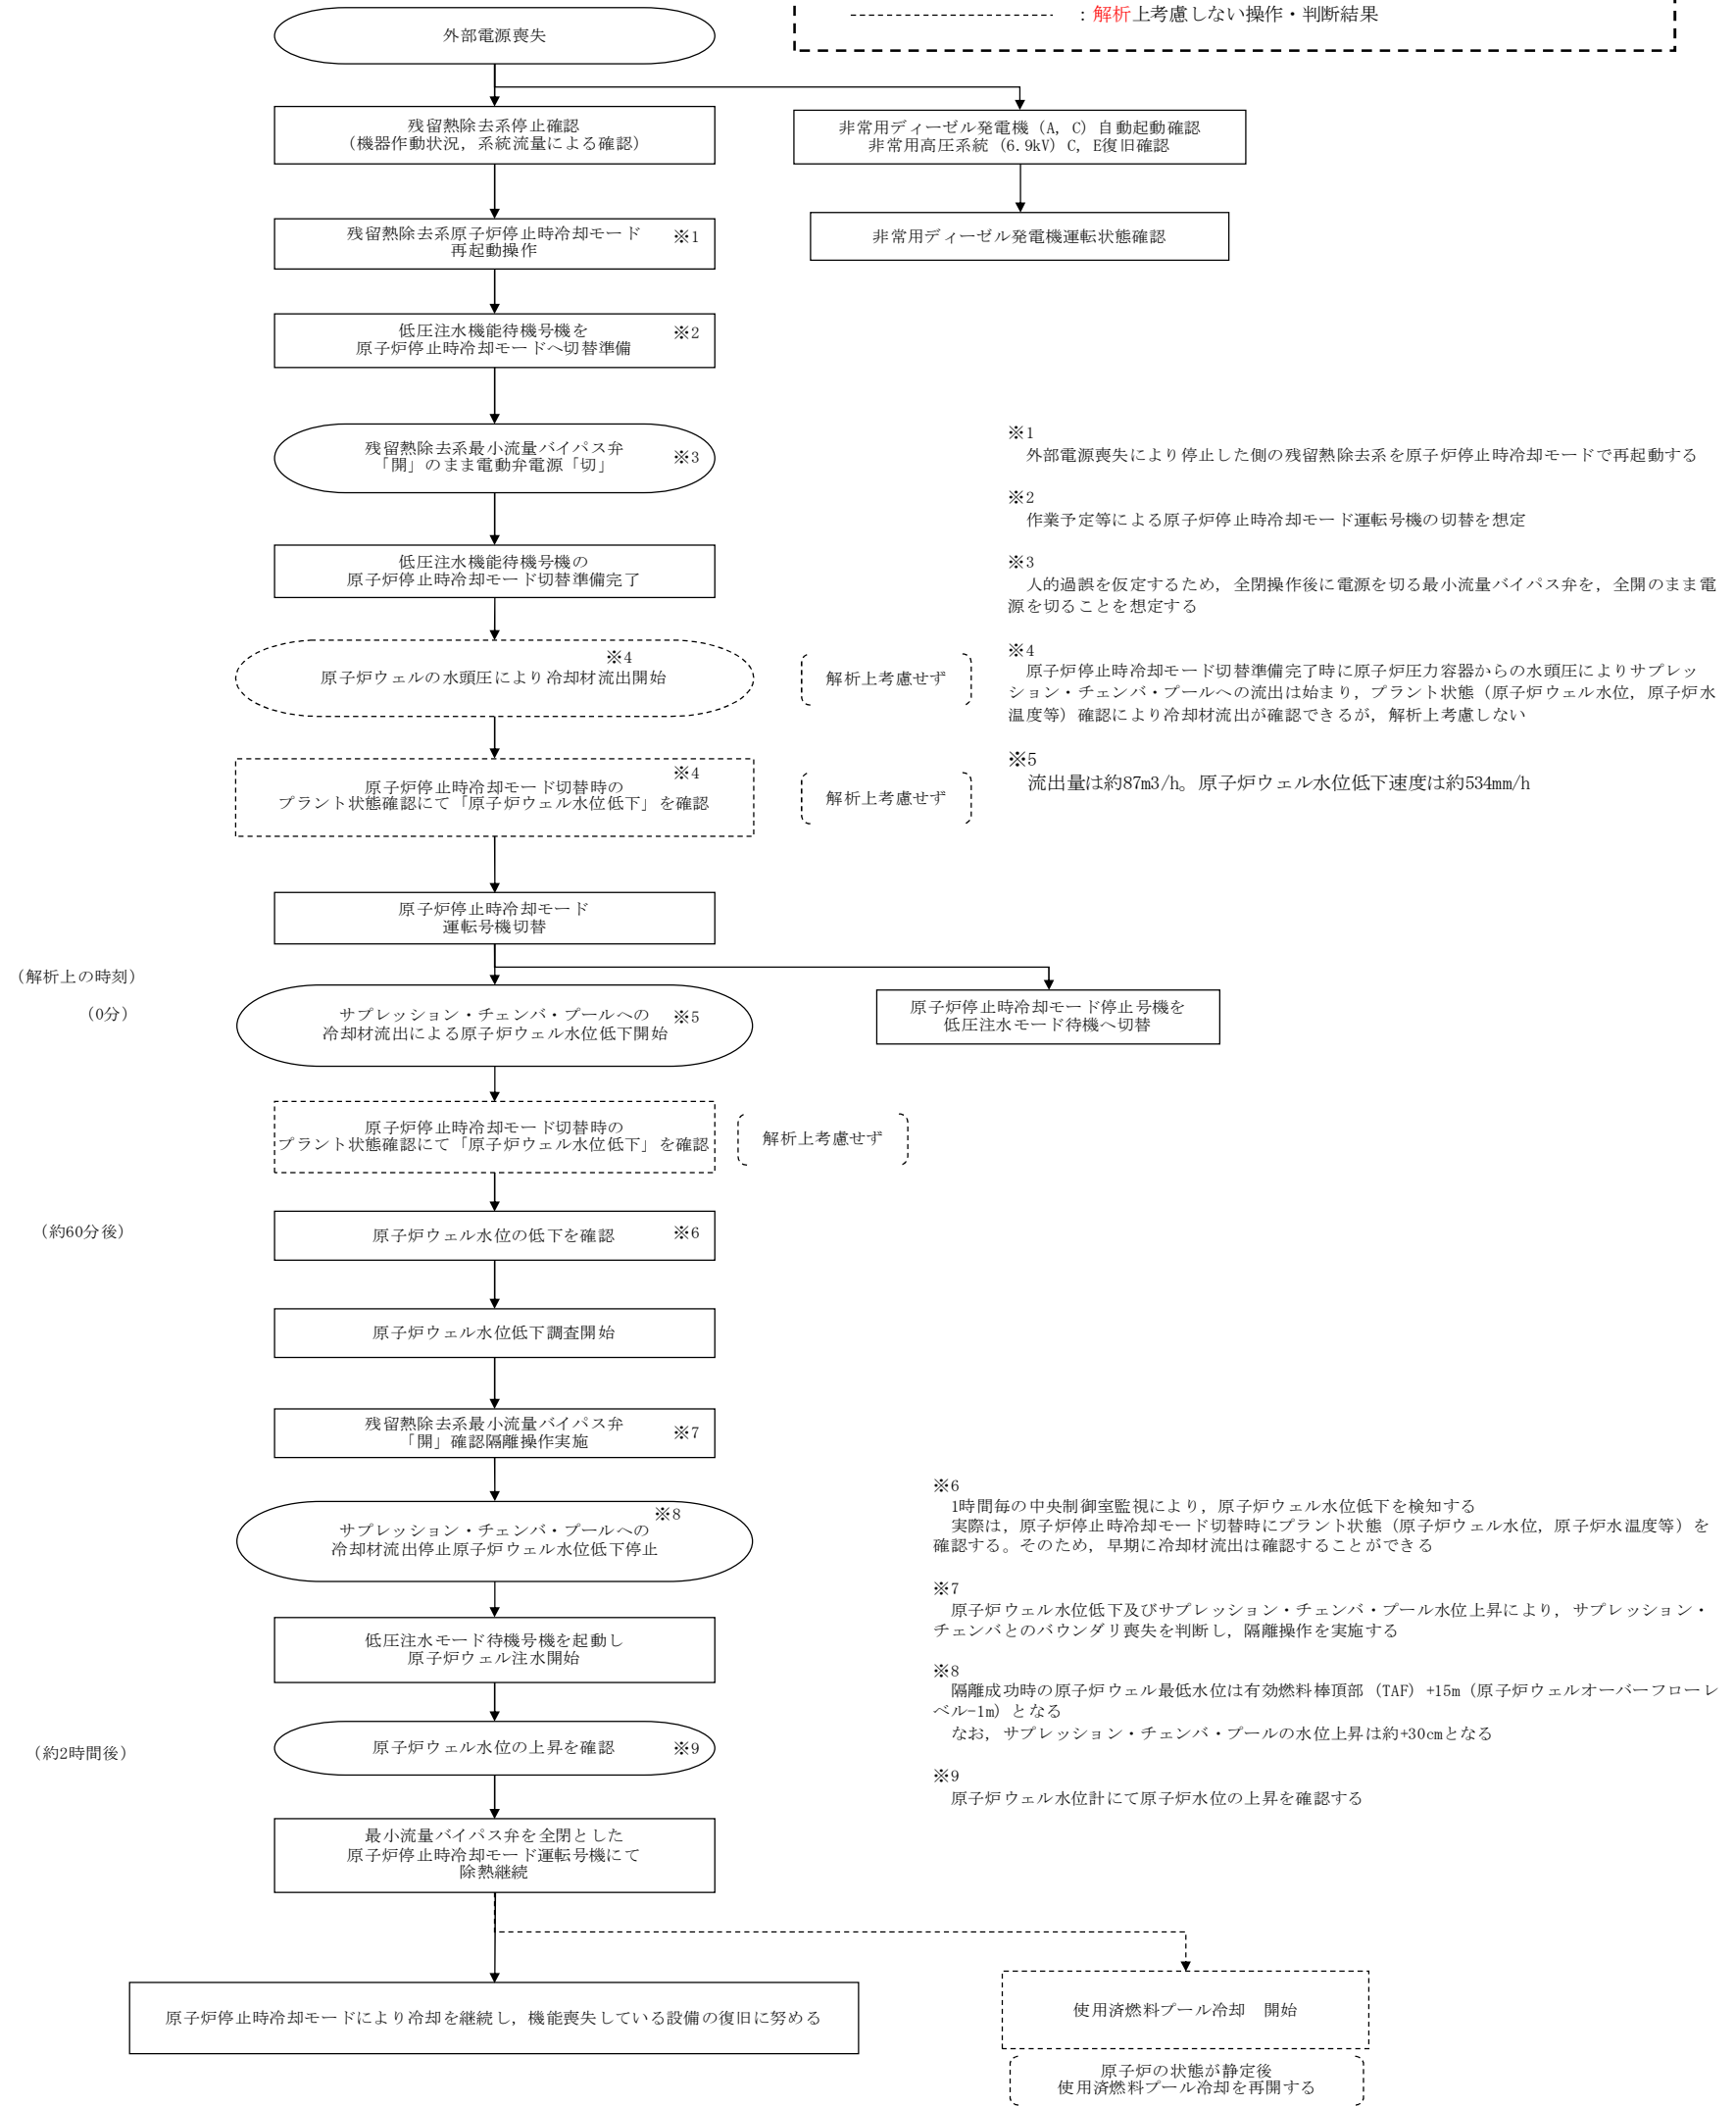 ：解析上考慮しない操作・判断結果
外部電源喪失
残留熱除去系停止確認
（機器作動状況，系統流量による確認）
非常用ディーゼル発電機（A，C）自動起動確認
非常用高圧系統（6.9kV）C，E復旧確認
残留熱除去系原子炉停止時冷却モード
再起動操作
※1
非常用ディーゼル発電機運転状態確認
低圧注水機能待機号機を
原子炉停止時冷却モードへ切替準備
※2
残留熱除去系最小流量バイパス弁
「開」のまま電動弁電源「切」
※3
低圧注水機能待機号機の
原子炉停止時冷却モード切替準備完了
※4
原子炉ウェルの水頭圧により冷却材流出開始
解析上考慮せず
※4
原子炉停止時冷却モード切替時の
プラント状態確認にて「原子炉ウェル水位低下」を確認
解析上考慮せず
※1
外部電源喪失により停止した側の残留熱除去系を原子炉停止時冷却モードで再起動する
※2
作業予定等による原子炉停止時冷却モード運転号機の切替を想定
※3
人的過誤を仮定するため，全閉操作後に電源を切る最小流量バイパス弁を，全開のまま電
源を切ることを想定する
※4
原子炉停止時冷却モード切替準備完了時に原子炉圧力容器からの水頭圧によりサプレッ
ション・チェンバ・プールへの流出は始まり，プラント状態（原子炉ウェル水位，原子炉水
温度等）確認により冷却材流出が確認できるが，解析上考慮しない
※5
流出量は約87m3/h。原子炉ウェル水位低下速度は約534mm/h
原子炉停止時冷却モード
運転号機切替
（解析上の時刻）
（0分）
サプレッション・チェンバ・プールへの
冷却材流出による原子炉ウェル水位低下開始
※5
原子炉停止時冷却モード停止号機を
低圧注水モード待機へ切替
原子炉停止時冷却モード切替時の
プラント状態確認にて「原子炉ウェル水位低下」を確認
解析上考慮せず
（約60分後）
原子炉ウェル水位の低下を確認
※6
原子炉ウェル水位低下調査開始
残留熱除去系最小流量バイパス弁
「開」確認隔離操作実施
※7
※8
サプレッション・チェンバ・プールへの
冷却材流出停止原子炉ウェル水位低下停止
低圧注水モード待機号機を起動し
原子炉ウェル注水開始
（約2時間後）
原子炉ウェル水位の上昇を確認
※9
最小流量バイパス弁を全閉とした
原子炉停止時冷却モード運転号機にて
除熱継続
※6
1時間毎の中央制御室監視により，原子炉ウェル水位低下を検知する
実際は，原子炉停止時冷却モード切替時にプラント状態（原子炉ウェル水位，原子炉水温度等）を
確認する。そのため，早期に冷却材流出は確認することができる
※7
原子炉ウェル水位低下及びサプレッション・チェンバ・プール水位上昇により，サプレッション・
チェンバとのバウンダリ喪失を判断し，隔離操作を実施する
※8
隔離成功時の原子炉ウェル最低水位は有効燃料棒頂部（TAF）+15m（原子炉ウェルオーバーフローレ
ベル-1m）となる
なお，サプレッション・チェンバ・プールの水位上昇は約+30cmとなる
※9
原子炉ウェル水位計にて原子炉水位の上昇を確認する
原子炉停止時冷却モードにより冷却を継続し，機能喪失している設備の復旧に努める
使用済燃料プール冷却　開始
原子炉の状態が静定後
使用済燃料プール冷却を再開する